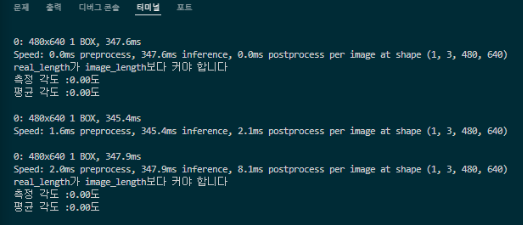 문제 출력 디버그 콘솔 터미널 포트
0: 480x640 1 BOX, 347.6ms
Speed: 0.0ms preprocess, 347.6ms inference, 0.0ms postprocess per image at shape (1, 3, 480, 640)
real_length가 image_length보다 커야 합니다
측정 각도 :0.00도
평균 각도 :0.00도
0: 480x640 1 BOX, 345.4ms
Speed: 1.6ms preprocess, 345.4ms inference, 2.1ms postprocess per image at shape (1, 3, 480, 640)
0: 480x640 1 BOX, 347.9ms
Speed: 2.0ms preprocess, 347.9ms inference, 8.1ms postprocess per image at shape (1, 3, 480, 640)
real_length가 image_length보다 커야 합니다
측정 각도 :0.00도
평균 각도 :0.00도